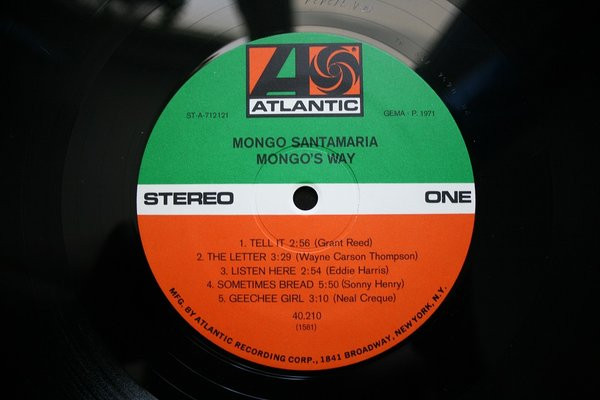 ATLANTIC
ST-A-712121
GEMA · P. 1971
MONGO SANTAMARIA
MONGO'S WAY
STEREO
ONE
1. TELL IT 2:56 (Grant Reed)
2. THE LETTER 3:29 (Wayne Carson Thompson)
3. LISTEN HERE 2:54 (Eddie Harris)
4. SOMETIMES BREAD 5:50 (Sonny Henry)
5. GEECHEE GIRL 3:10 (Neal Creque)
40.210
(1581)
MFG. BY ATLANTIC RECORDING CORP., 1841 BROADWAY, NEW YORK, N.Y.